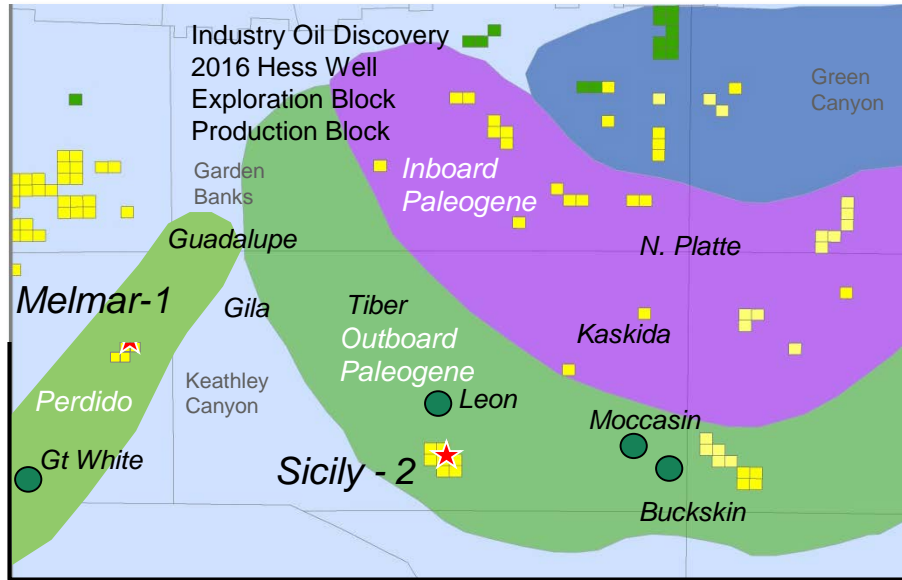 Industry Oil Discovery
2016 Hess Well
Exploration Block
Production Block
Green
Canyon
Garden
Banks
Inboard
Paleogene
Guadalupe
N. Platte
Melmar-1
Gila
Tiber
Outboard
Paleogene
Kaskida
Keathley
Canyon
Perdido
Leon
Moccasin
Gt White
Sicily - 2
Buckskin